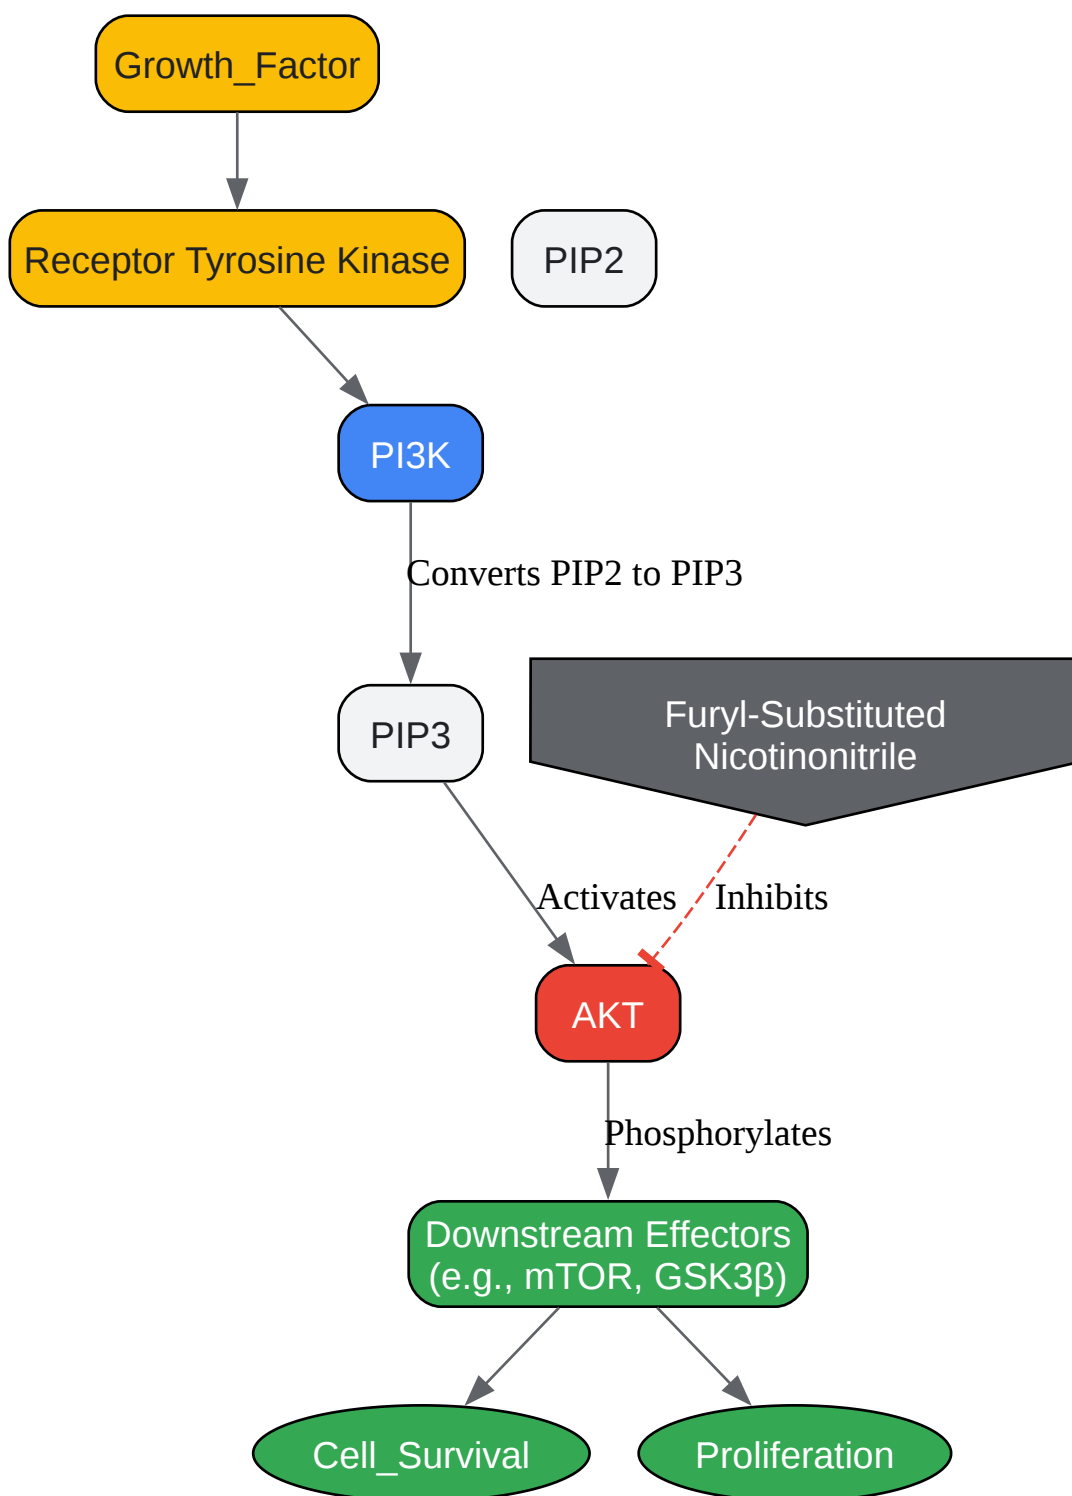 Growth_Factor
Receptor Tyrosine Kinase
PIP2
PI3K
Converts PIP2 to PIP3
PIP3
Furyl-Substituted
Nicotinonitrile
Activates
Inhibits
AKT
Phosphorylates
Downstream Effectors
(e.g., mTOR, GSK3β)
Cell_Survival
Proliferation